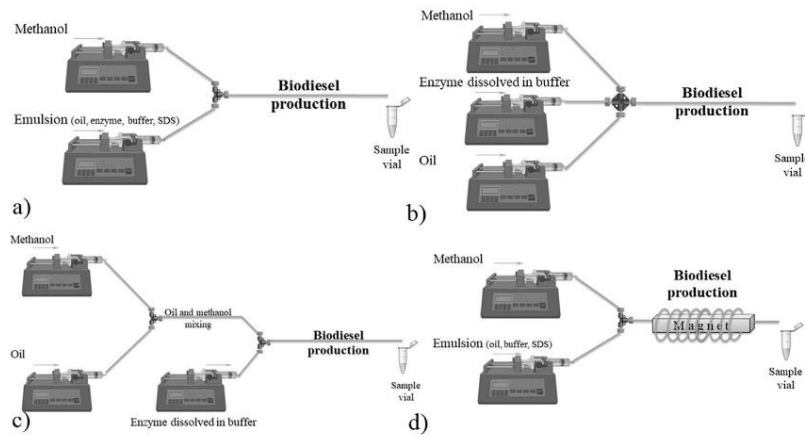 a)
Methanol
Emulsion (oil, enzyme, buffer, SDS)
Biodiesel
production
Sample
vial
b)
Methanol
Enzyme dissolved in buffer
Oil
Biodiesel
production
Sample
vial
c)
Methanol
Oil
Oil and methanol
mixing
Enzyme dissolved in buffer
Biodiesel
production
Sample
vial
d)
Methanol
Emulsion (oil, buffer, SDS)
Biodiesel
production
Magnet
Sample
vial